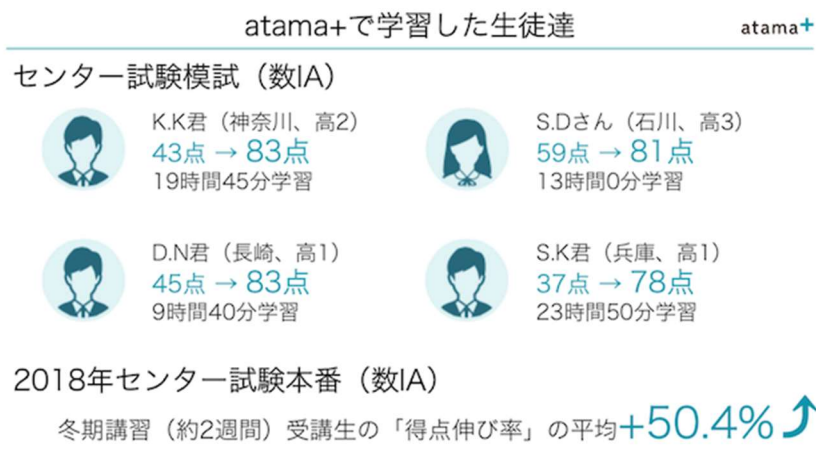 atama+で学習した生徒達
atama+
センター試験模試（数IA）
K.K君（神奈川、高2）
43点 → 83点
19時間45分学習
S.Dさん（石川、高3）
59点 → 81点
13時間0分学習
D.N君（長崎、高1）
45点 → 83点
9時間40分学習
S.K君（兵庫、高1）
37点 → 78点
23時間50分学習
2018年センター試験本番（数IA）
冬期講習（約2週間）受講生の「得点伸び率」の平均+50.4%